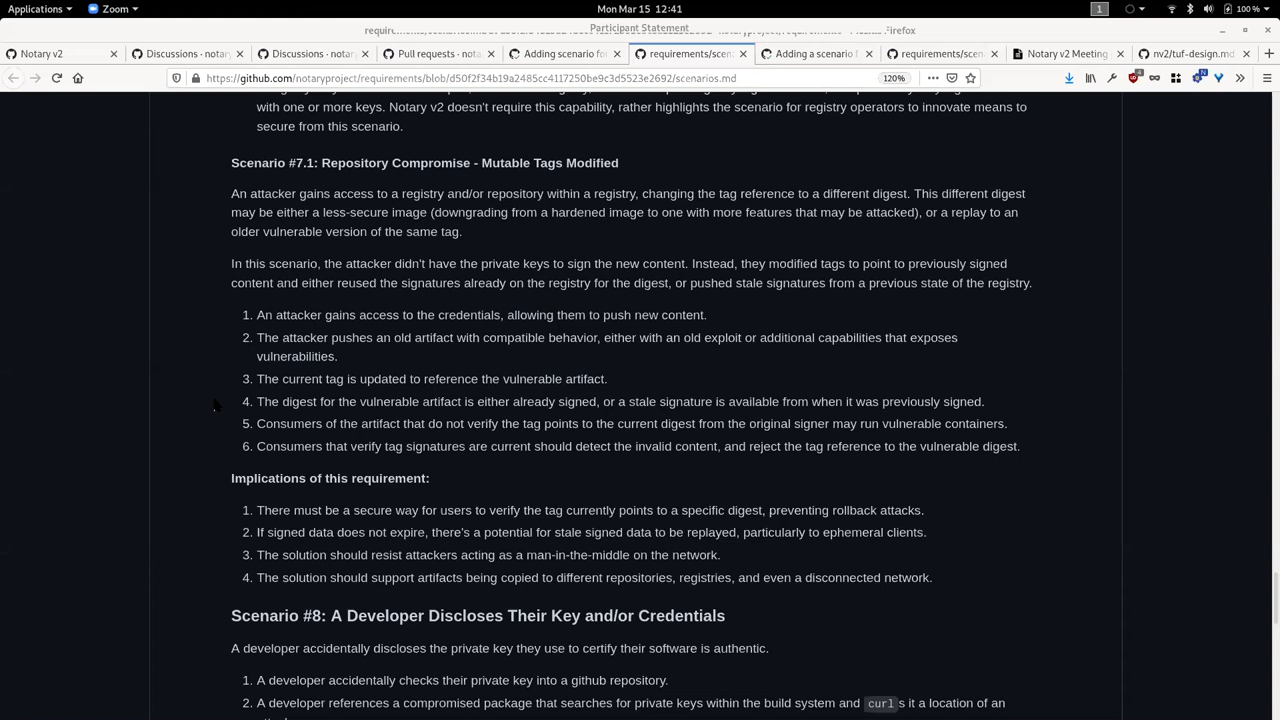 Applications Zoom Mon Mar 15 12:41 1 100 %
Participant Statement
Firefox
Notary v2 Discussions · notary Discussions · notary Pull requests · nota Adding scenario fo requirements/scena Adding a scenario f requirements/scena Notary v2 Meeting nv2/tuf-design.md
https://github.com/notaryproject/requirements/blob/d50f2f34b19a2485cc4117250be9c3d5523e2692/scenarios.md 120%
with one or more keys. Notary v2 doesn't require this capability, rather highlights the scenario for registry operators to innovate means to
secure from this scenario.
Scenario #7.1: Repository Compromise - Mutable Tags Modified
An attacker gains access to a registry and/or repository within a registry, changing the tag reference to a different digest. This different digest
may be either a less-secure image (downgrading from a hardened image to one with more features that may be attacked), or a replay to an
older vulnerable version of the same tag.
In this scenario, the attacker didn't have the private keys to sign the new content. Instead, they modified tags to point to previously signed
content and either reused the signatures already on the registry for the digest, or pushed stale signatures from a previous state of the registry.
1. An attacker gains access to the credentials, allowing them to push new content.
2. The attacker pushes an old artifact with compatible behavior, either with an old exploit or additional capabilities that exposes
vulnerabilities.
3. The current tag is updated to reference the vulnerable artifact.
4. The digest for the vulnerable artifact is either already signed, or a stale signature is available from when it was previously signed.
5. Consumers of the artifact that do not verify the tag points to the current digest from the original signer may run vulnerable containers.
6. Consumers that verify tag signatures are current should detect the invalid content, and reject the tag reference to the vulnerable digest.
Implications of this requirement:
1. There must be a secure way for users to verify the tag currently points to a specific digest, preventing rollback attacks.
2. If signed data does not expire, there's a potential for stale signed data to be replayed, particularly to ephemeral clients.
3. The solution should resist attackers acting as a man-in-the-middle on the network.
4. The solution should support artifacts being copied to different repositories, registries, and even a disconnected network.
Scenario #8: A Developer Discloses Their Key and/or Credentials
A developer accidentally discloses the private key they use to certify their software is authentic.
1. A developer accidentally checks their private key into a github repository.
2. A developer references a compromised package that searches for private keys within the build system and curl s it a location of an